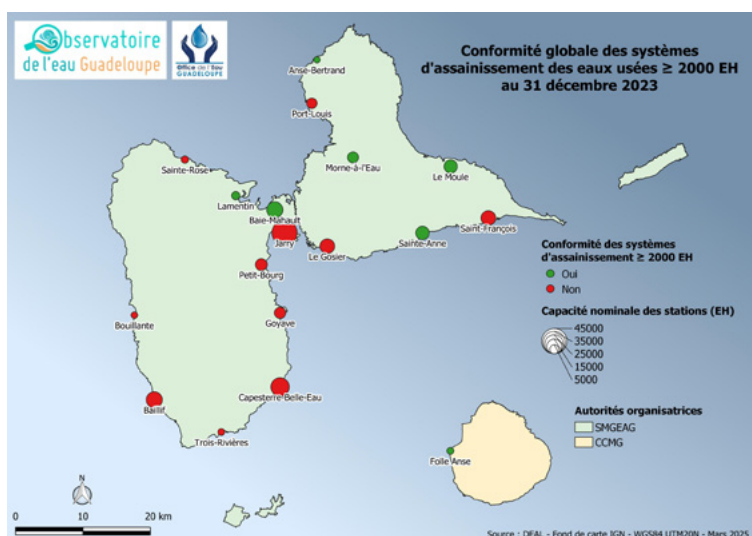 Observatoire
de l'eau Guadeloupe
Office de l'Eau
GUADELOUPE
Conformité globale des systèmes
d'assainissement des eaux usées ≥ 2000 EH
au 31 décembre 2023
Anse-Bertrand
Port-Louis
Sainte-Rose
Morne-à-l'Eau
Le Moule
Lamentin
Baie-Mahault
Jarry
Saint-François
Sainte-Anne
Le Gosier
Petit-Bourg
Bouillante
Goyave
Baillif
Capesterre-Belle-Eau
Trois-Rivières
Folle Anse
Conformité des systèmes
d'assainissement ≥ 2000 EH
Oui
Non
Capacité nominale des stations (EH)
45000
35000
25000
15000
5000
Autorités organisatrices
SMGEAG
CCMG
N
0 10 20 km
Source : DEAL - Fond de carte IGN - WGS84 UTM20N - Mars 2025